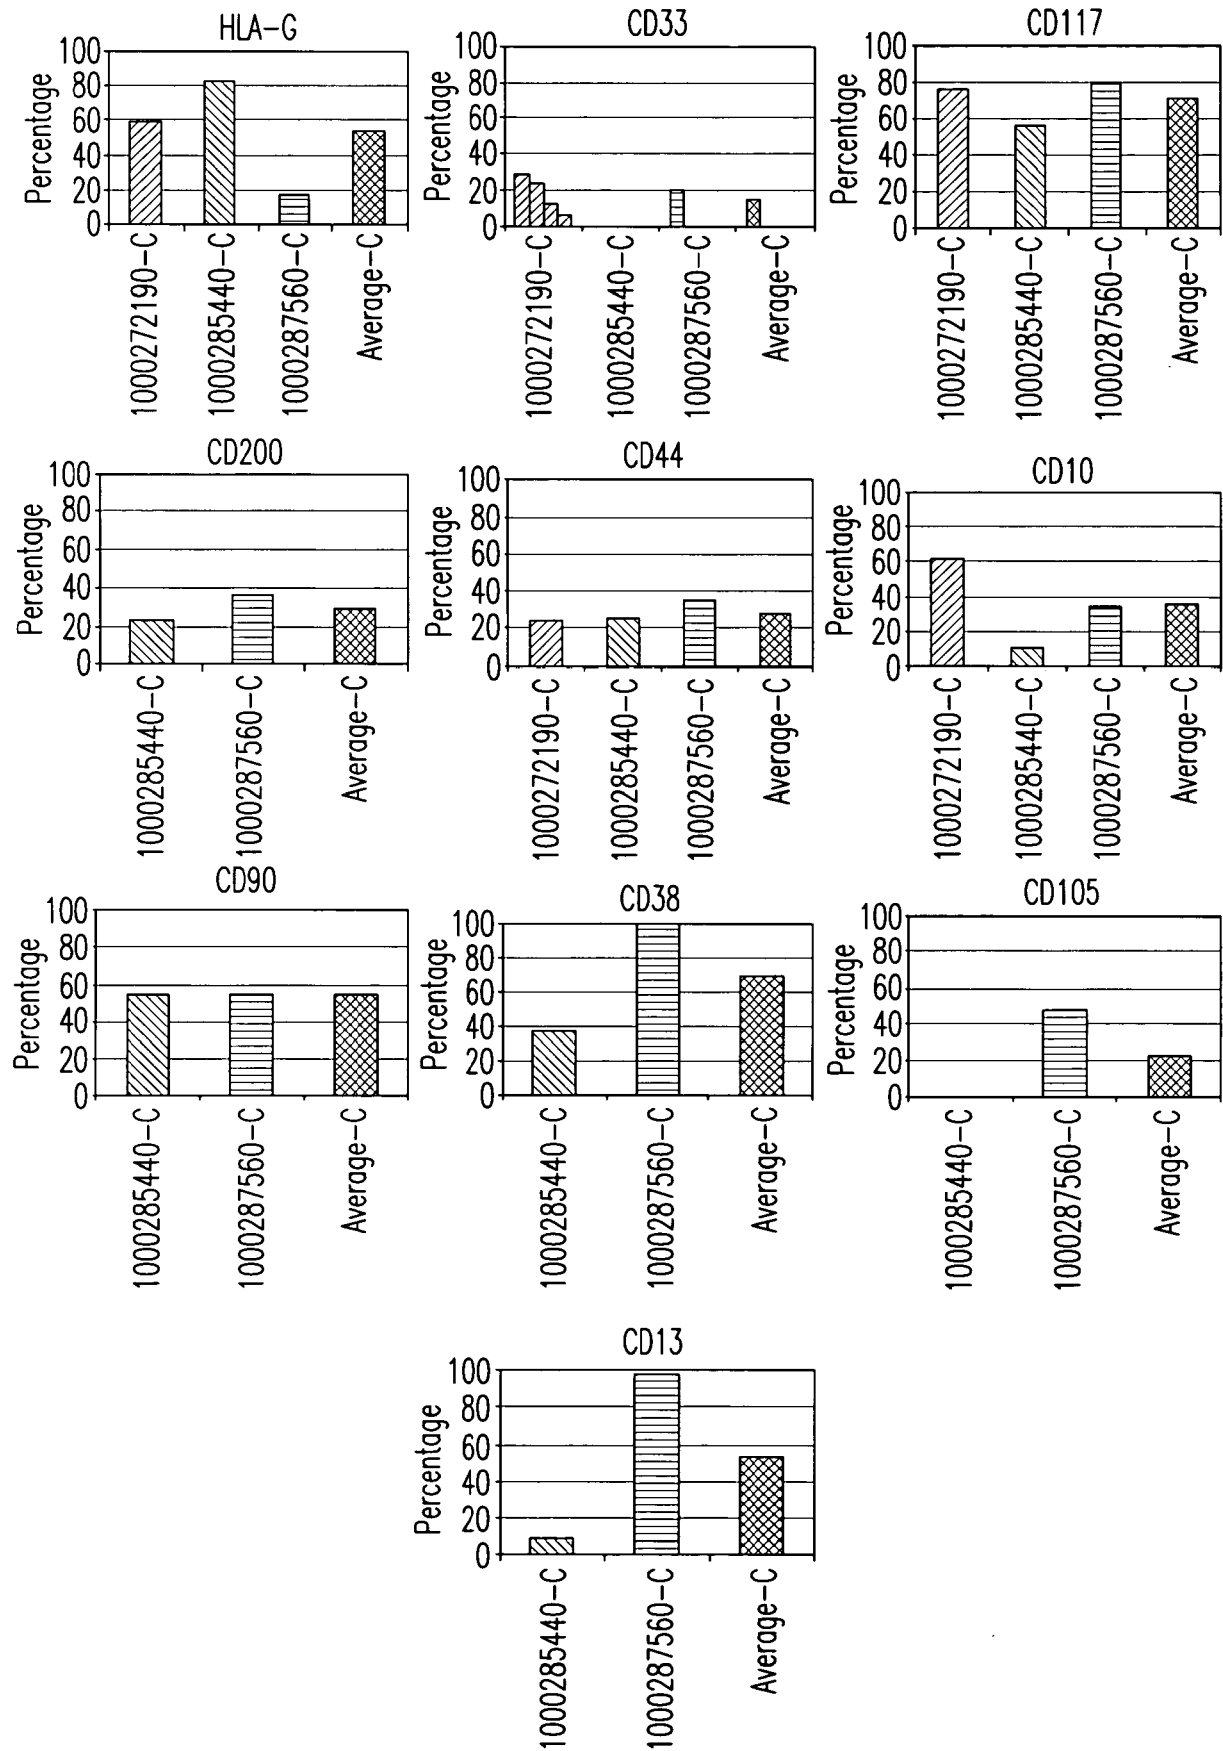 HLA-G
Percentage
100
80
60
40
20
0
1000272190-C
1000285440-C
1000287560-C
Average-C
CD33
Percentage
100
80
60
40
20
0
1000272190-C
1000285440-C
1000287560-C
Average-C
CD117
Percentage
100
80
60
40
20
0
1000272190-C
1000285440-C
1000287560-C
Average-C
CD200
Percentage
100
80
60
40
20
0
1000285440-C
1000287560-C
Average-C
CD44
Percentage
100
80
60
40
20
0
1000272190-C
1000285440-C
1000287560-C
Average-C
CD10
Percentage
100
80
60
40
20
0
1000272190-C
1000285440-C
1000287560-C
Average-C
CD90
Percentage
100
80
60
40
20
0
1000285440-C
1000287560-C
Average-C
CD38
Percentage
100
80
60
40
20
0
1000285440-C
1000287560-C
Average-C
CD105
Percentage
100
80
60
40
20
0
1000285440-C
1000287560-C
Average-C
CD13
Percentage
100
80
60
40
20
0
1000285440-C
1000287560-C
Average-C